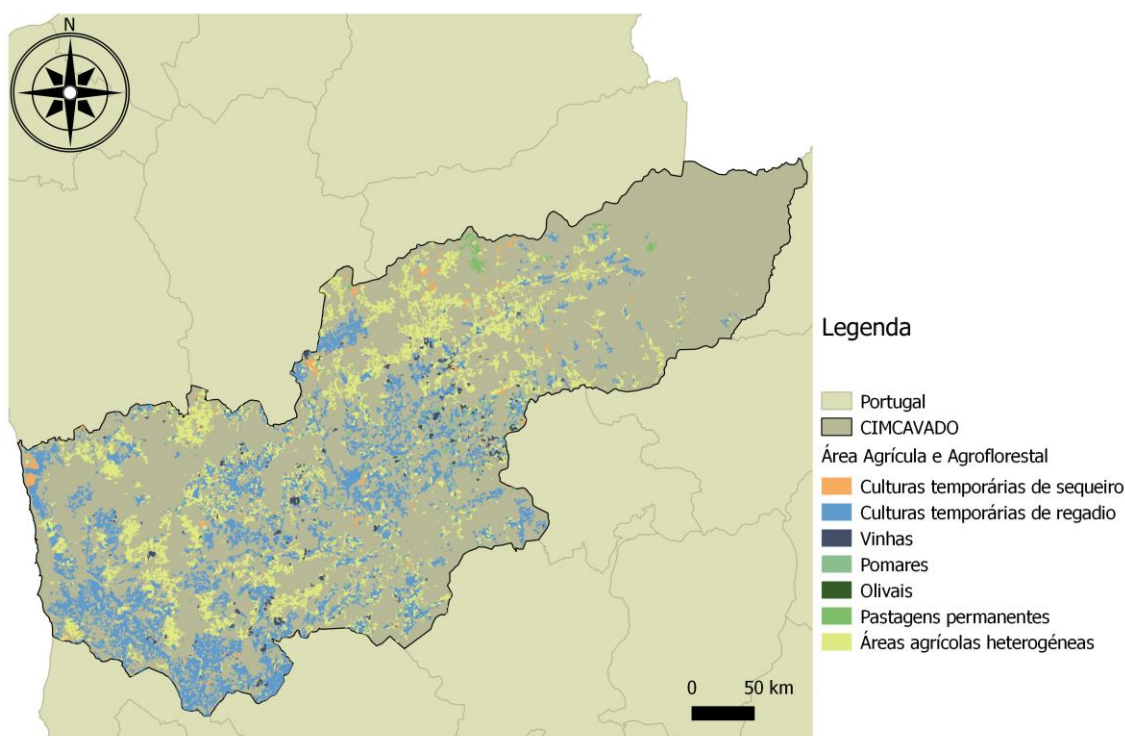 N
Legenda
Portugal
CIMCAVADO
Área Agrícula e Agroflorestal
Culturas temporárias de sequeiro
Culturas temporárias de regadio
Vinhas
Pomares
Olivais
Pastagens permanentes
Áreas agrícolas heterogéneas
0 50 km